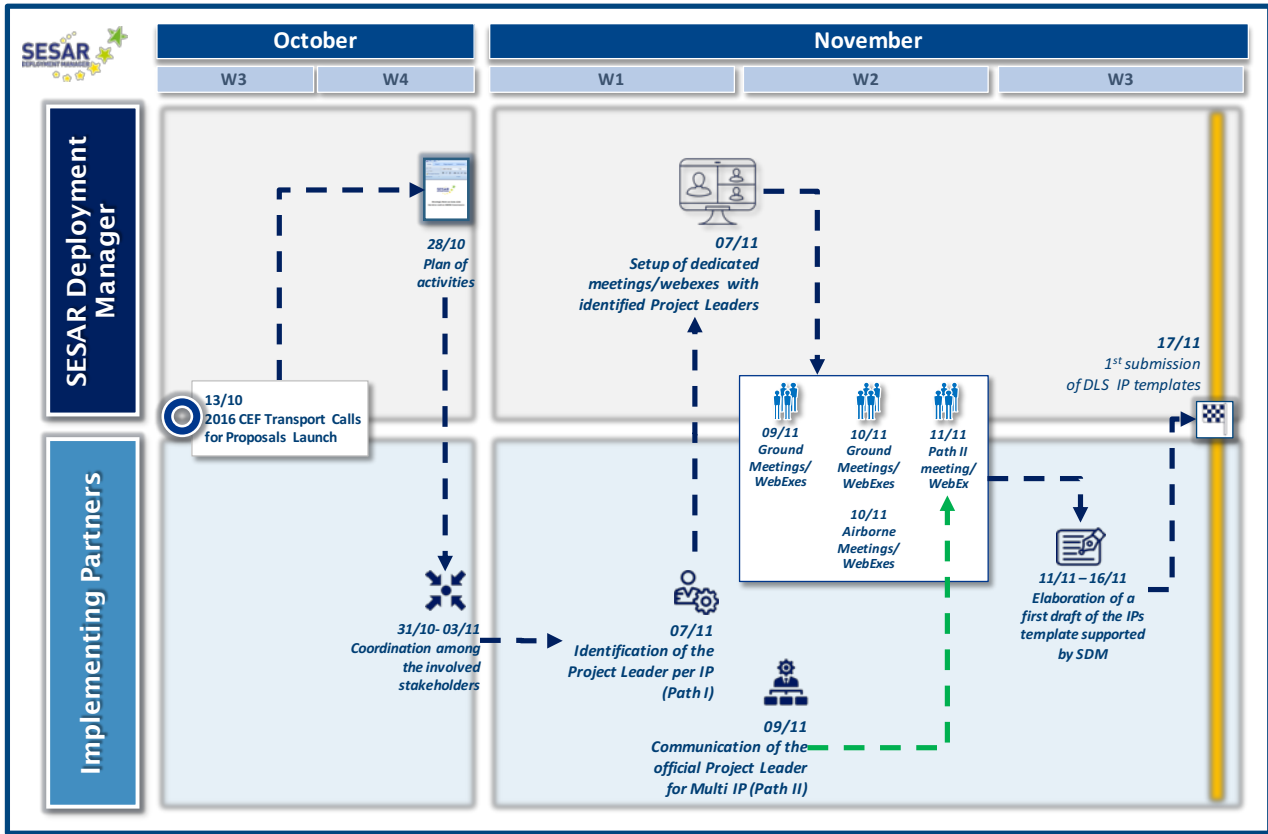 SESAR
DEPLOYMENT MANAGER
October
November
W3
W4
W1
W2
W3
SESAR Deployment
Manager
Implementing Partners
13/10
2016 CEF Transport Calls
for Proposals Launch
SESAR
28/10
Plan of
activities
31/10- 03/11
Coordination among
the involved
stakeholders
07/11
Setup of dedicated
meetings/webexes with
identified Project Leaders
07/11
Identification of the
Project Leader per IP
(Path I)
09/11
Ground
Meetings/
WebExes
10/11
Ground
Meetings/
WebExes
10/11
Airborne
Meetings/
WebExes
11/11
Path II
meeting/
WebEx
09/11
Communication of the
official Project Leader
for Multi IP (Path II)
11/11 – 16/11
Elaboration of a
first draft of the IPs
template supported
by SDM
17/11
1st submission
of DLS IP templates